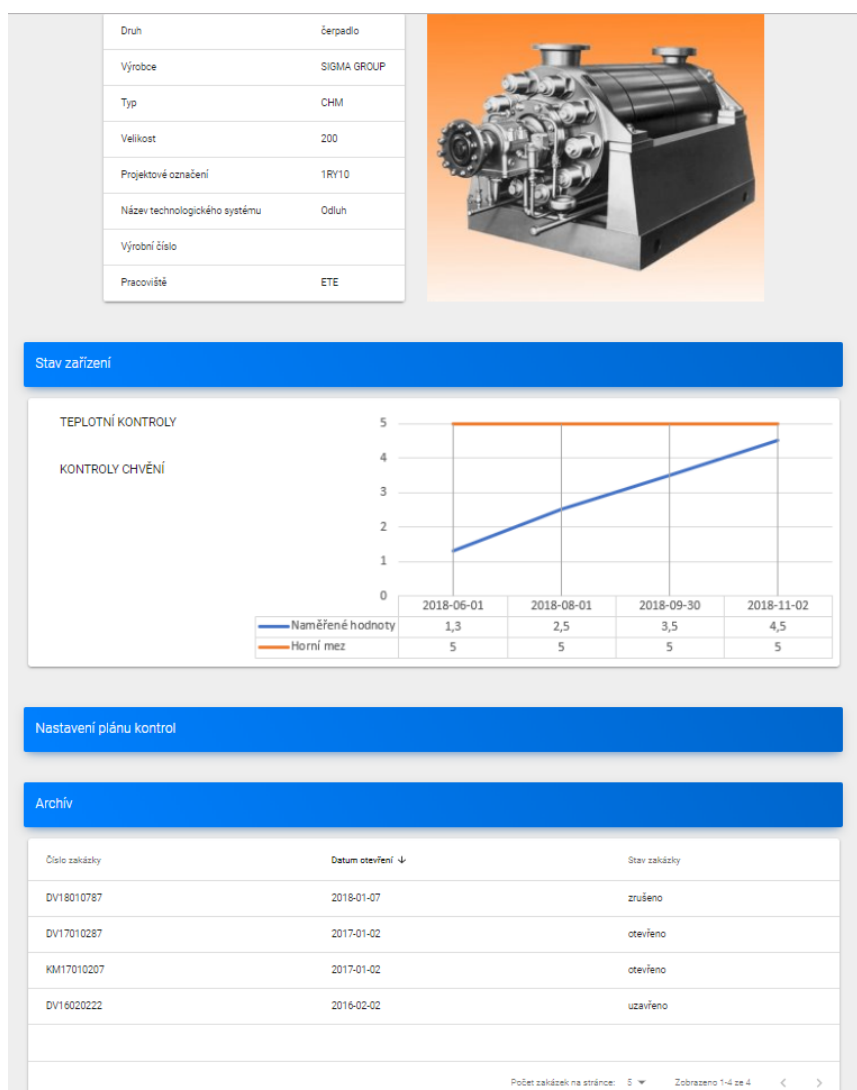 Druh čerpadlo
Výrobce SIGMA GROUP
Typ CHM
Velikost 200
Projektové označení 1RY10
Název technologického systému Odluh
Výrobní číslo
Pracoviště ETE
Stav zařízení
TEPLOTNÍ KONTROLY
KONTROLY CHVĚNÍ
5
4
3
2
1
0
2018-06-01 2018-08-01 2018-09-30 2018-11-02
Naměřené hodnoty 1,3 2,5 3,5 4,5
Horní mez 5 5 5 5
Nastavení plánu kontrol
Archív
Číslo zakázky Datum otevření ↓ Stav zakázky
DV18010787 2018-01-07 zrušeno
DV17010287 2017-01-02 otevřeno
KM17010207 2017-01-02 otevřeno
DV16020222 2016-02-02 uzavřeno
Počet zakázek na stránce: 5 Zobrazeno 1-4 ze 4 < >